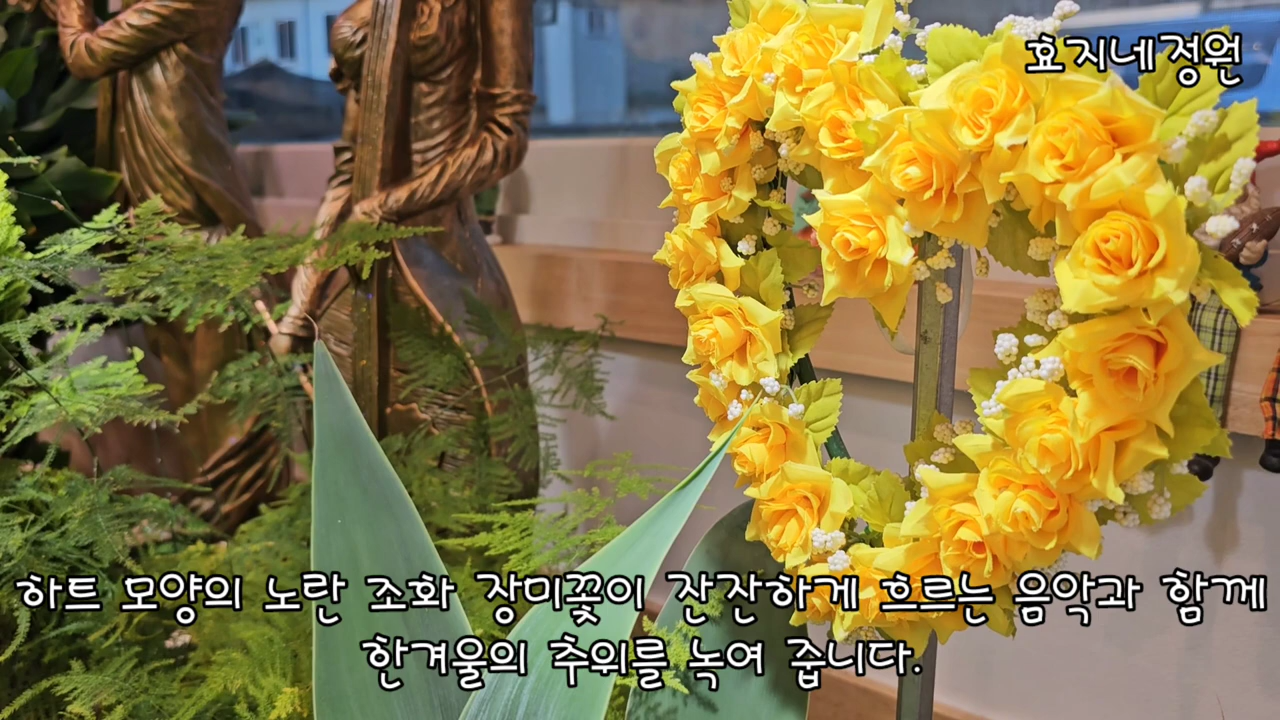 효지네정원
하트 모양의 노란 조화 장미꽃이 잔잔하게 흐르는 음악과 함께
한겨울의 추위를 녹여 줍니다.